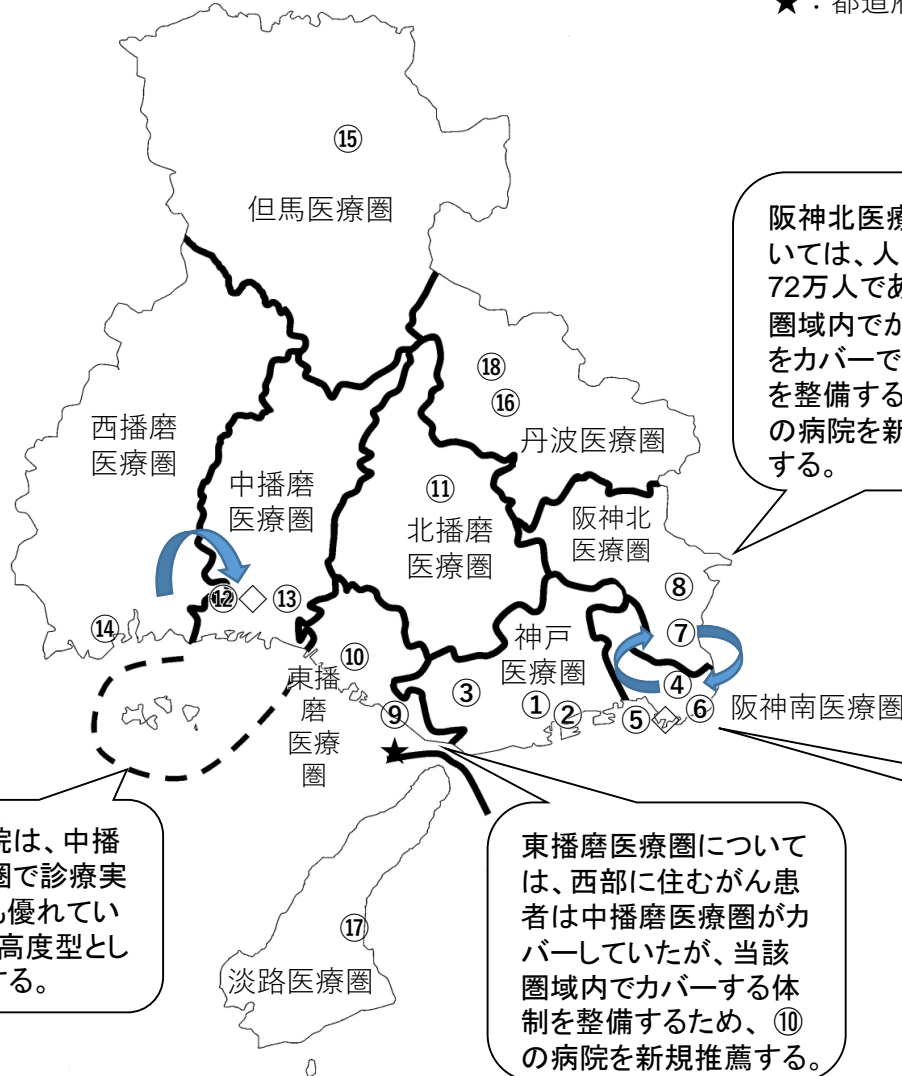 ★：都道府
⑮
但馬医療圏
阪神北医療
いては、人
72万人であ
圏域内でか
をカバーで
を整備する
の病院を新
する。
⑱
⑯
丹波医療圏
西播磨
医療圏
中播磨
医療圏
⑪
北播磨
医療圏
阪神北
医療圏
⑧
⑫
⑬
⑭
⑦
神戸
医療圏
⑩
東播
磨
医療
圏
③
①
②
④
⑤
⑥
阪神南医療圏
⑨
★
院は、中播
圏で診療実
も優れてい
高度型とし
する。
東播磨医療圏について
は、西部に住むがん患
者は中播磨医療圏がカ
バーしていたが、当該
圏域内でカバーする体
制を整備するため、⑩
の病院を新規推薦する。
⑰
淡路医療圏